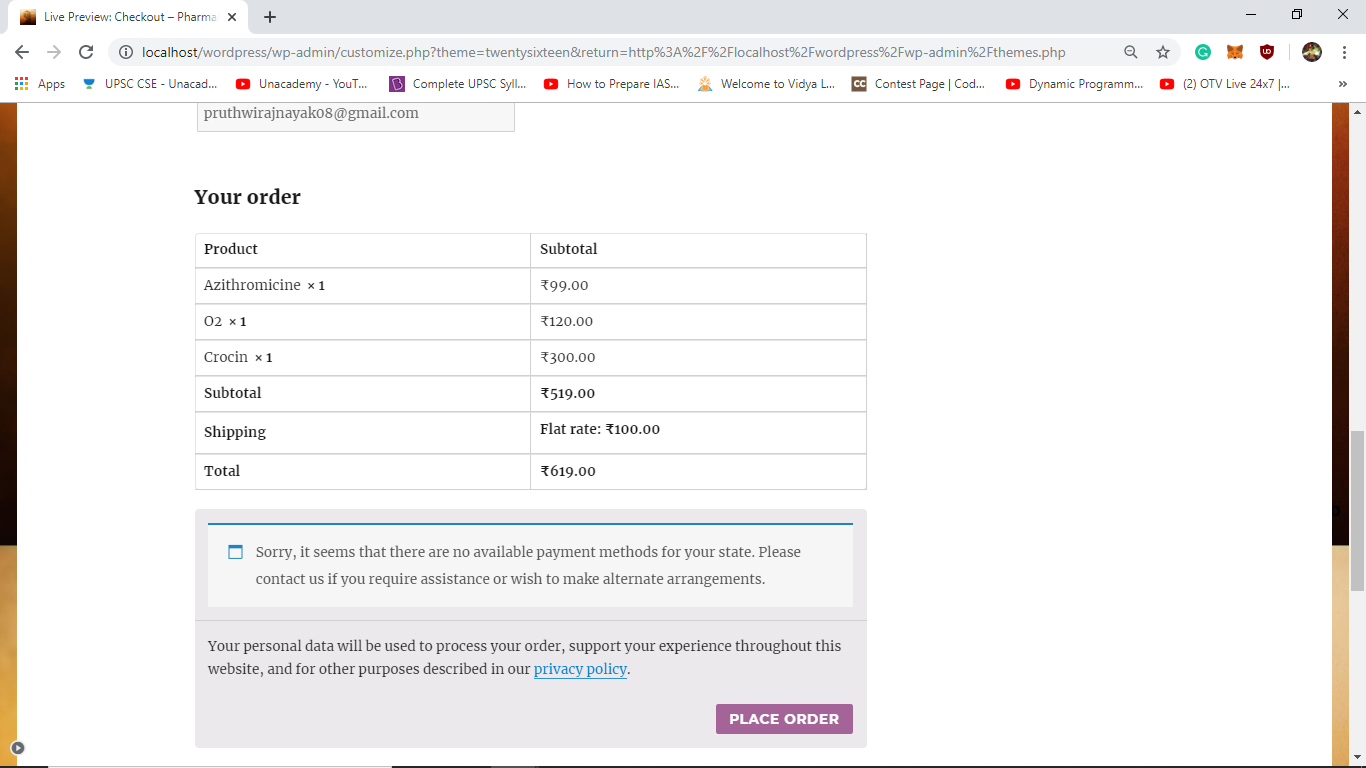 Live Preview: Checkout – Pharma
localhost/wordpress/wp-admin/customize.php?theme=twentysixteen&return=http%3A%2F%2Flocalhost%2Fwordpress%2Fwp-admin%2Fthemes.php
Apps UPSC CSE - Unacad... Unacademy - YouT... Complete UPSC Syll... How to Prepare IAS... Welcome to Vidya L... CC Contest Page | Cod... Dynamic Programm... (2) OTV Live 24x7 |... »
pruthwirajnayak08@gmail.com
Your order
Product Subtotal
Azithromicine × 1 ₹99.00
O2 × 1 ₹120.00
Crocin × 1 ₹300.00
Subtotal ₹519.00
Shipping Flat rate: ₹100.00
Total ₹619.00
Sorry, it seems that there are no available payment methods for your state. Please
contact us if you require assistance or wish to make alternate arrangements.
Your personal data will be used to process your order, support your experience throughout this
website, and for other purposes described in our privacy policy.
PLACE ORDER